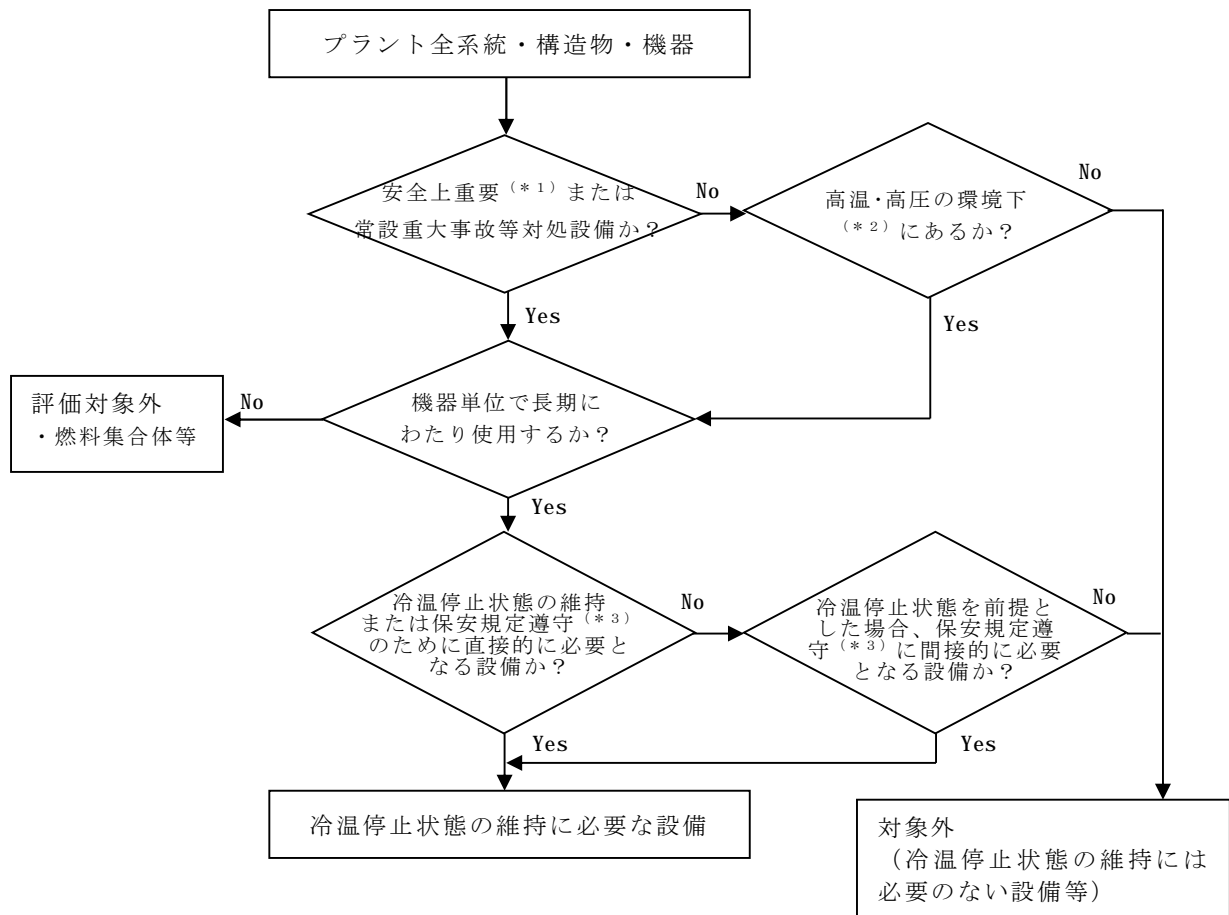 プラント全系統・構造物・機器
安全上重要(*1)または
常設重大事故等対処設備か?
No
高温・高圧の環境下
(*2)にあるか?
No
Yes
Yes
評価対象外
・燃料集合体等
No
機器単位で長期に
わたり使用するか?
Yes
冷温停止状態の維持
または保安規定遵守(*3)
のために直接的に必要と
なる設備か?
No
冷温停止状態を前提と
した場合、保安規定遵
守(*3)に間接的に必要
となる設備か?
No
Yes
Yes
冷温停止状態の維持に必要な設備
対象外
(冷温停止状態の維持には
必要のない設備等)